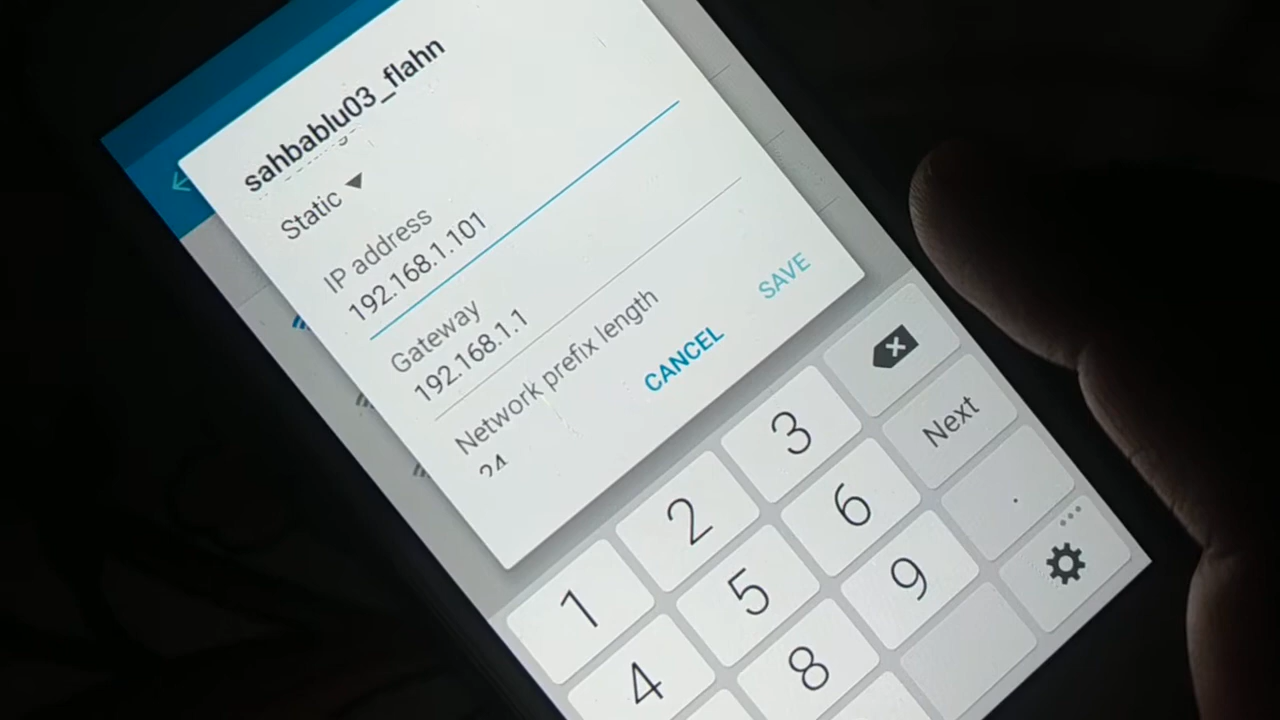 sahbablu03_flahn
Static
IP address
192.168.1.101
Gateway
192.168.1.1
Network prefix length
24
CANCEL SAVE
1 2 3
4 5 6 Next
8 9 .